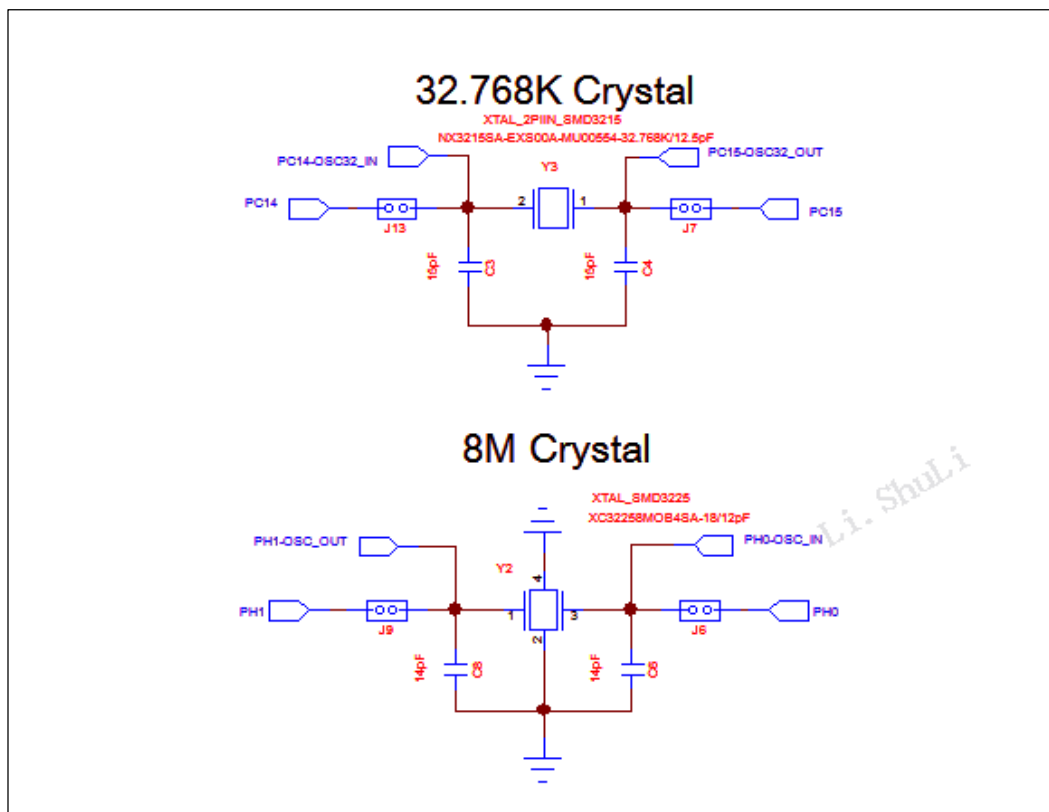 32.768K Crystal
XTAL_2PIIN_SMD3215
NX3215SA-EXS00A-MU00554-32.768K/12.5pF
PC14-OSC32_IN
PC15-OSC32_OUT
Y3
PC14
2
1
PC15
J13
J7
15pF
C3
15pF
C4
8M Crystal
XTAL_SMD3225
XC32258MOB4SA-18/12pF
PH1-OSC_OUT
PH0-OSC_IN
Y2
4
PH1
1
3
PH0
J9
2
J6
14pF
14pF
Li.ShuLi